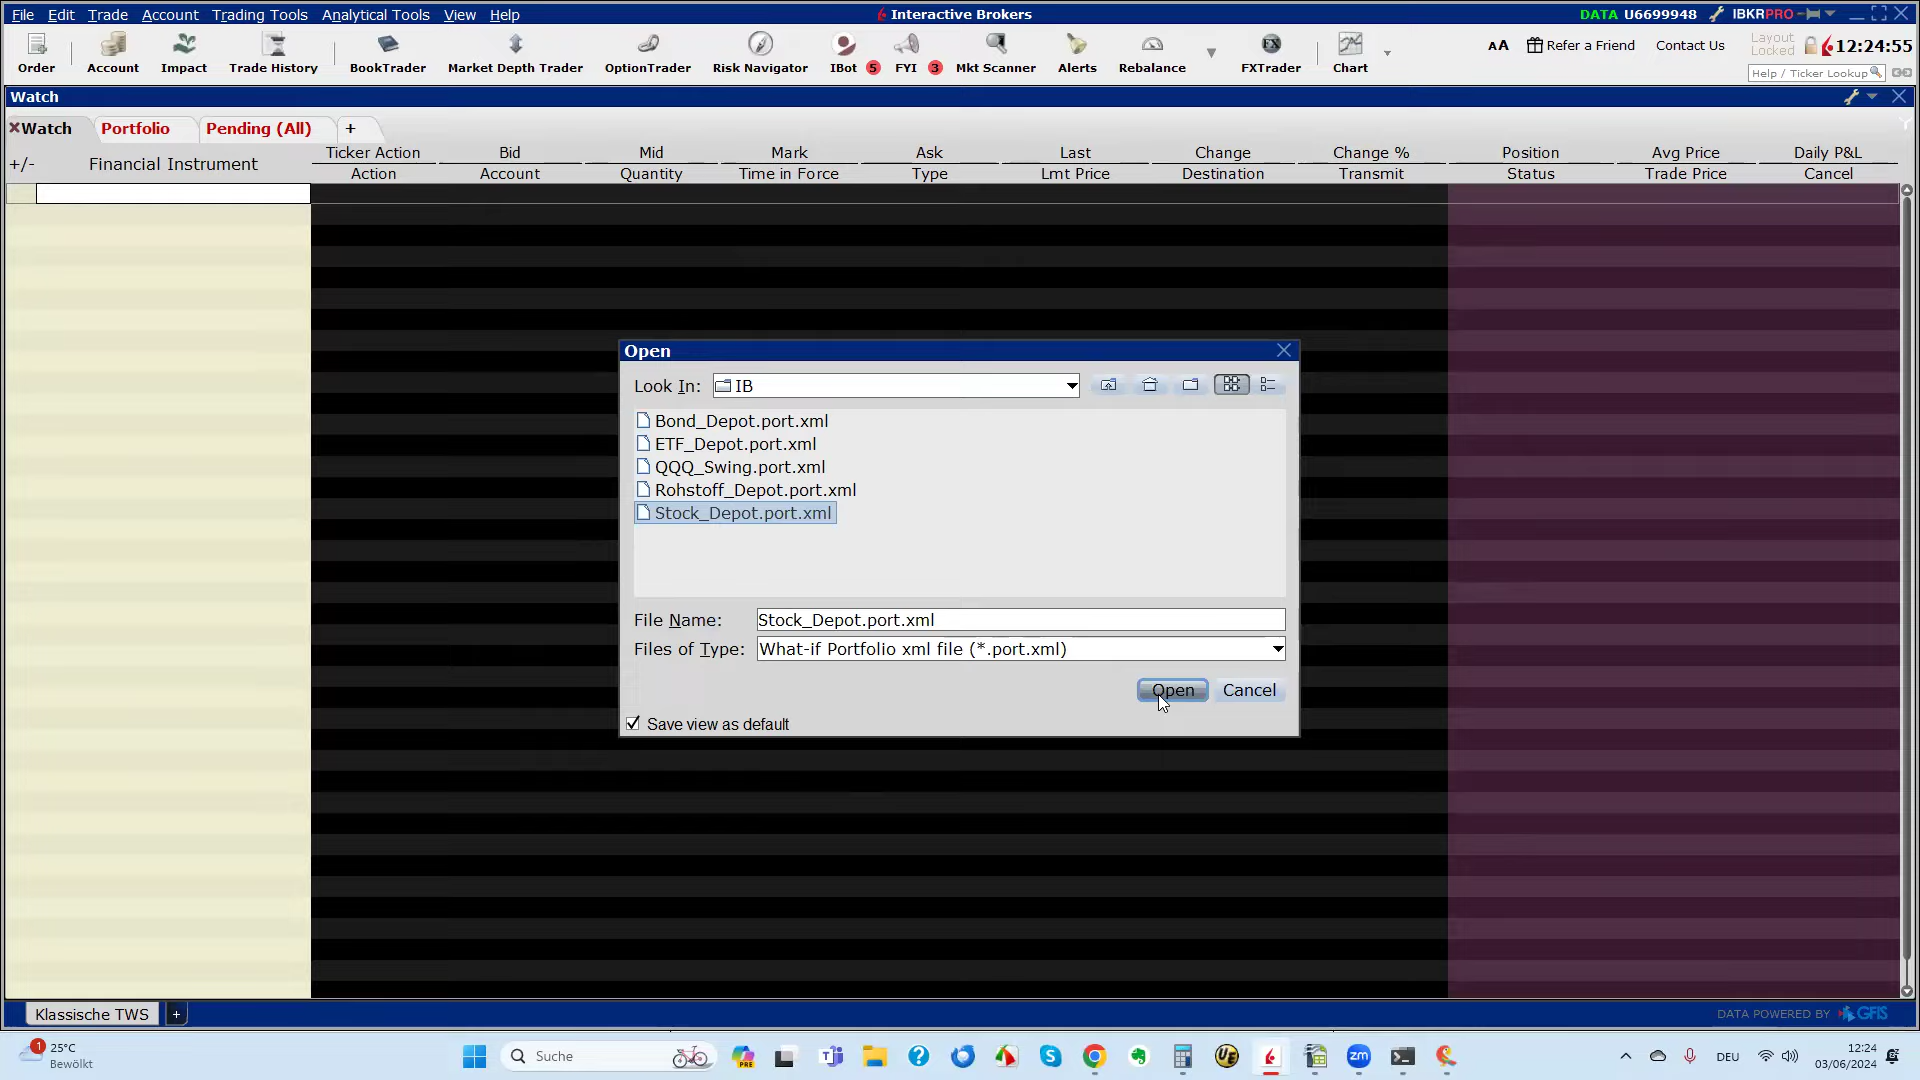 File Edit Trade Account Trading Tools Analytical Tools View Help
Interactive Brokers
DATA U6699948 IBKRPRO
Order Account Impact Trade History BookTrader Market Depth Trader OptionTrader Risk Navigator IBot 5 FYI 3 Mkt Scanner Alerts Rebalance FX FXTrader Chart
AA Refer a Friend Contact Us
Layout
Locked
12:24:55
Help / Ticker Lookup
Watch
Watch Portfolio Pending (All) +
+/- Financial Instrument
Ticker Action Bid Mid Mark Ask Last Change Change % Position Avg Price Daily P&L
Action Account Quantity Time in Force Type Lmt Price Destination Transmit Status Trade Price Cancel
Open
Look In: IB
Bond_Depot.port.xml
ETF_Depot.port.xml
QQQ_Swing.port.xml
Rohstoff_Depot.port.xml
Stock_Depot.port.xml
File Name: Stock_Depot.port.xml
Files of Type: What-if Portfolio xml file (*.port.xml)
Open Cancel
Save view as default
Klassische TWS +
DATA POWERED BY GFIS
1
25°C
Bewölkt
Suche
PRE
UE
zm
DEU
12:24
03/06/2024